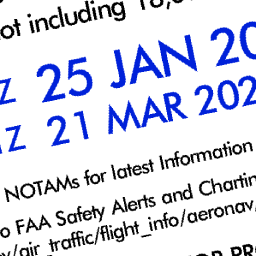 ot including 18,0
Z 25 JAN 20
Z 21 MAR 202
NOTAMs for latest Information
o FAA Safety Alerts and Chartin
v/air_traffic/flight_info/aeronav